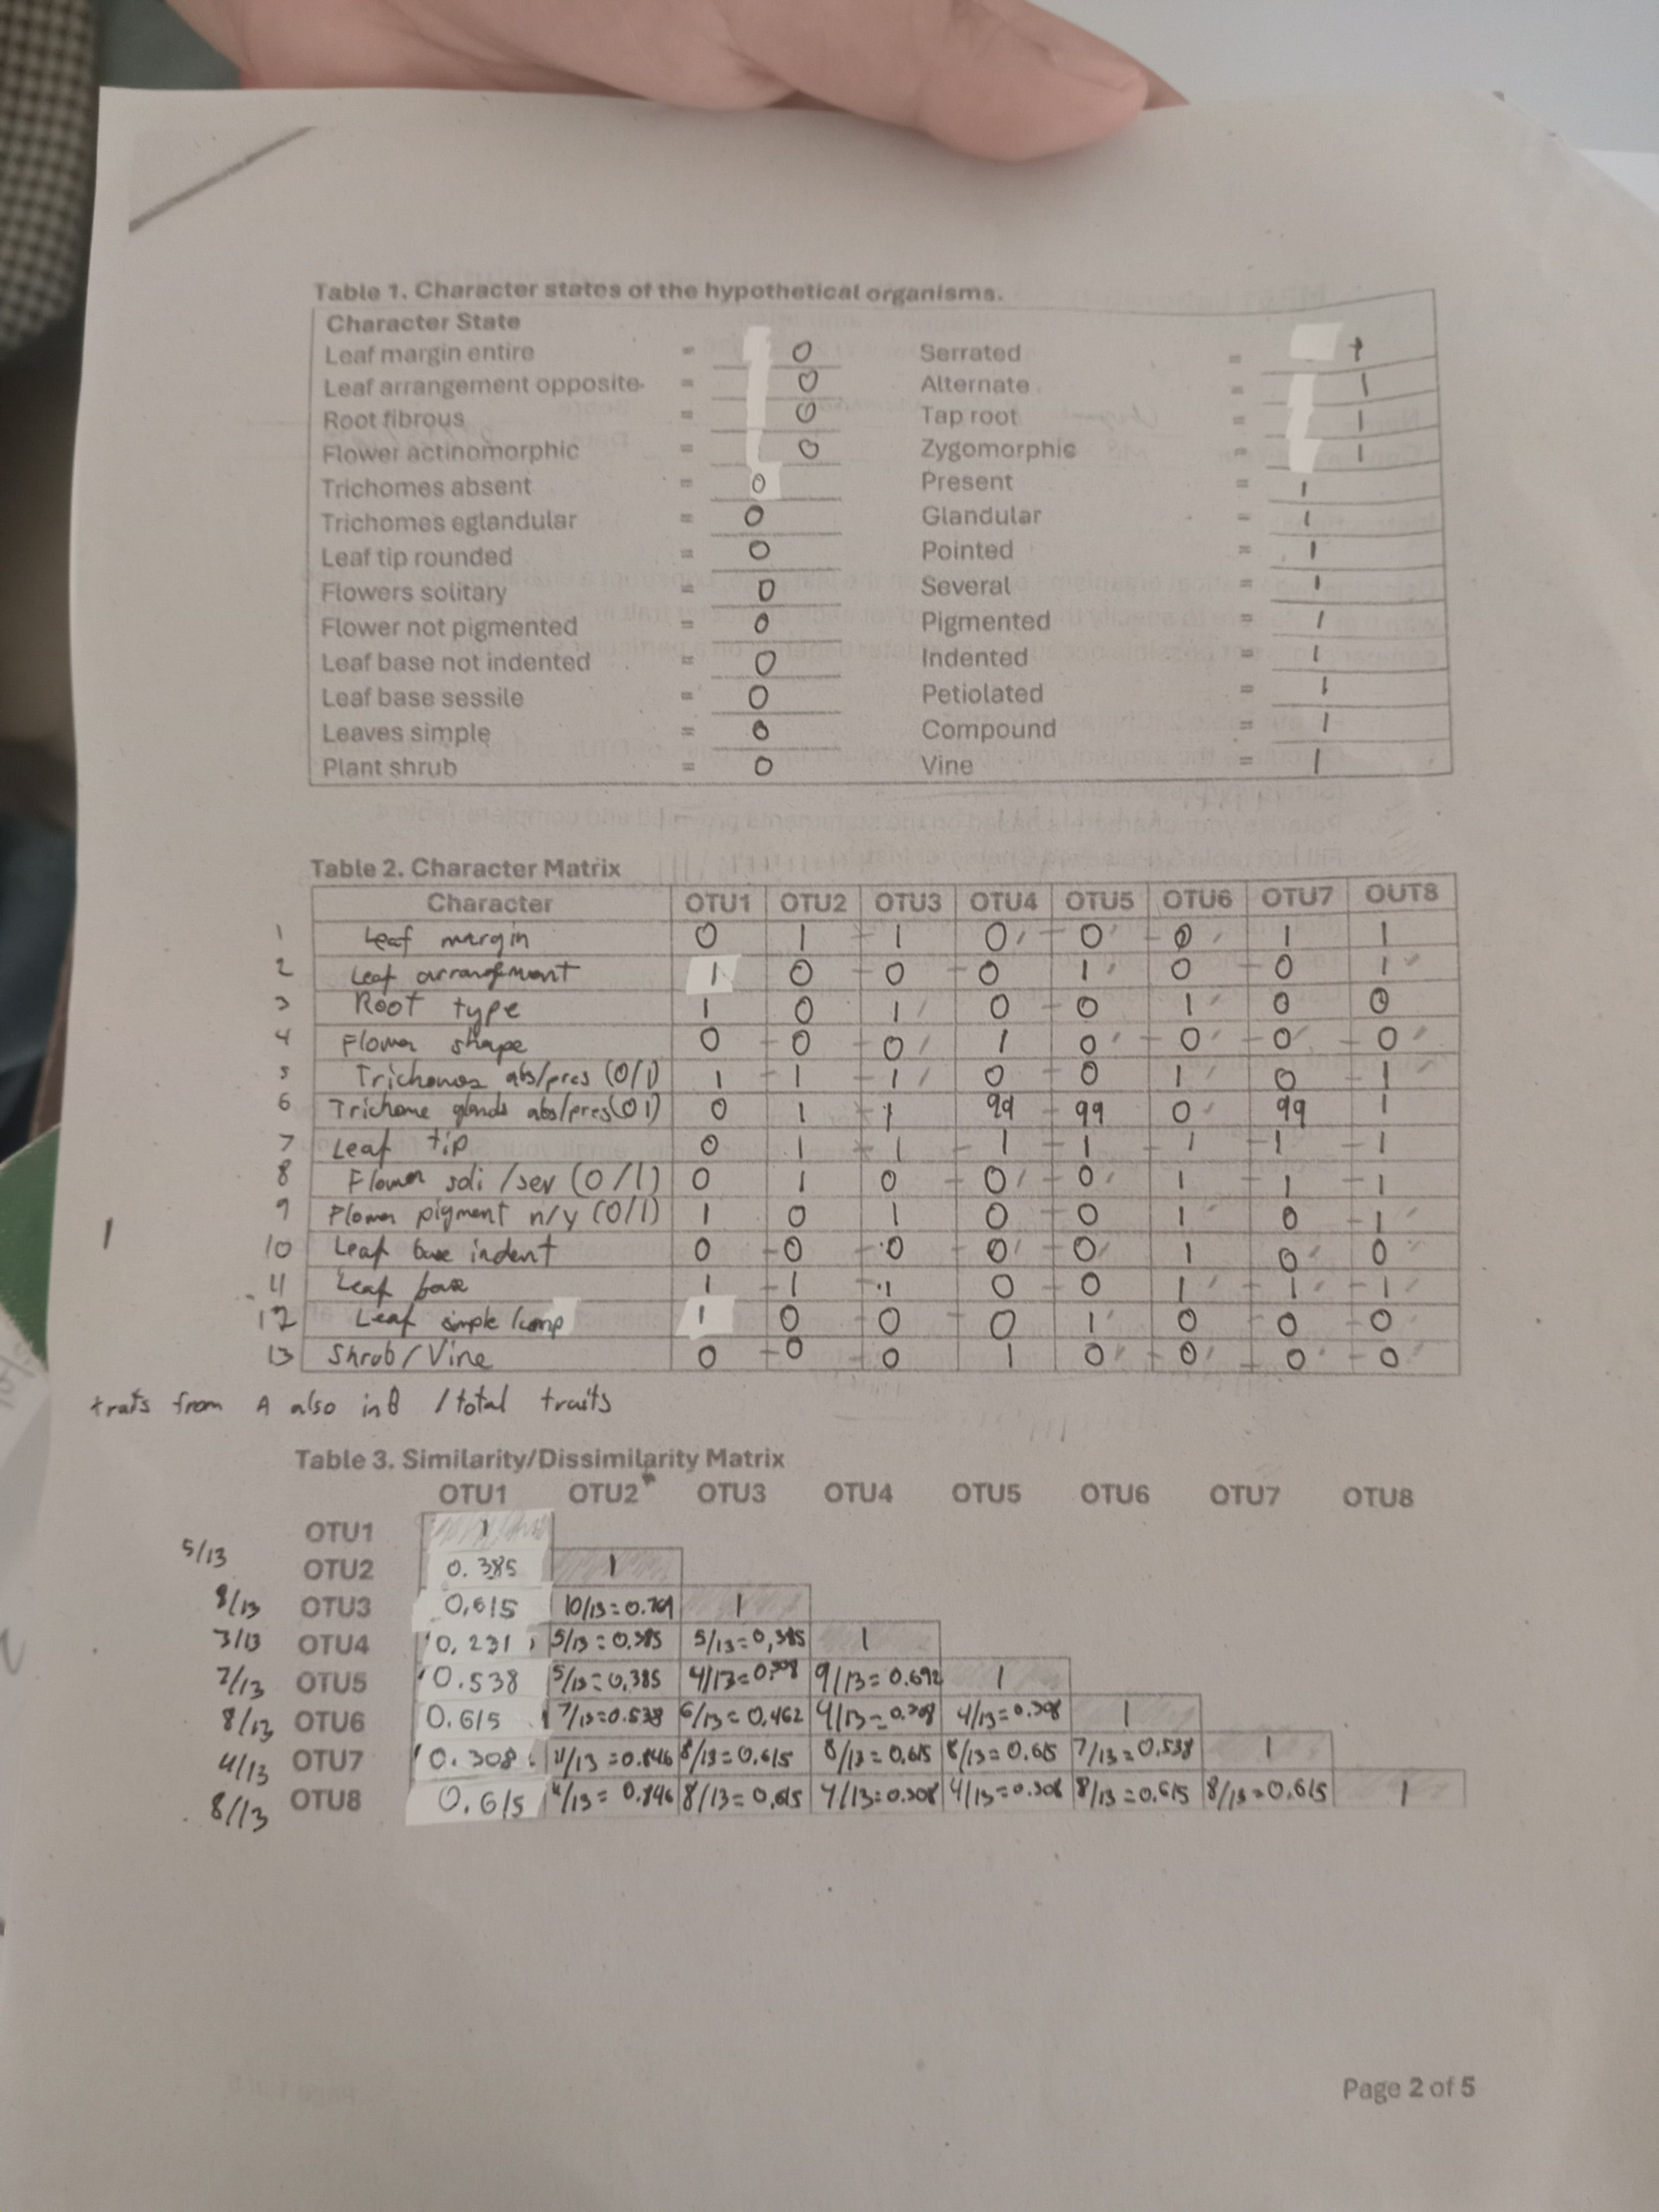 Table 1. Character states of the hypothetical organisms.
Character State
Leaf margin entire = 0 Serrated = 1
Leaf arrangement opposite = 0 Alternate = 1
Root fibrous = 0 Tap root = 1
Flower actinomorphic = 0 Zygomorphic = 1
Trichomes absent = 0 Present = 1
Trichomes eglandular = 0 Glandular = 1
Leaf tip rounded = 0 Pointed = 1
Flowers solitary = 0 Several = 1
Flower not pigmented = 0 Pigmented = 1
Leaf base not indented = 0 Indented = 1
Leaf base sessile = 0 Petiolated = 1
Leaves simple = 0 Compound = 1
Plant shrub = 0 Vine = 1
Table 2. Character Matrix
Character OTU1 OTU2 OTU3 OTU4 OTU5 OTU6 OTU7 OUT8
1 Leaf margin 0 1 1 0 0 0 1 1
2 Leaf arrangement 1 0 0 0 1 0 0 1
3 Root type 1 0 1 0 0 1 0 0
4 Flower shape 0 0 0 1 0 0 0 0
5 Trichomes abs/pres (0/1) 1 1 1 0 0 1 0 1
6 Trichome glands abs/pres(0 1) 0 1 1 99 99 0 99 1
7 Leaf tip 0 1 1 1 1 1 1 1
8 Flower soli/sev (0/1) 0 1 0 0 0 1 1 1
9 Flower pigment n/y (0/1) 1 0 1 0 0 1 0 1
10 Leaf base indent 0 0 0 0 0 1 0 0
11 Leaf base 1 1 1 0 0 1 1 1
12 Leaf simple/comp 1 0 0 0 1 0 0 0
13 Shrub/Vine 0 0 0 1 0 0 0 0
traits from A also in B / total traits
Table 3. Similarity/Dissimilarity Matrix
OTU1 OTU2 OTU3 OTU4 OTU5 OTU6 OTU7 OTU8
OTU1 1
5/13 OTU2 0.385 1
8/13 OTU3 0.615 10/13=0.769 1
3/13 OTU4 0.231 5/13=0.385 5/13=0,385 1
7/13 OTU5 0.538 5/13=0,385 4/13=0.308 9/13=0.692 1
8/13 OTU6 0.615 7/13=0.538 6/13=0.462 4/13=0.308 4/13=0.308 1
4/13 OTU7 0.308 11/13=0.846 8/13=0.615 8/13=0.615 8/13=0.615 7/13=0.538 1
8/13 OTU8 0.615 11/13=0.846 8/13=0.615 4/13=0.308 4/13=0.308 8/13=0.615 8/13=0.615 1
Page 2 of 5